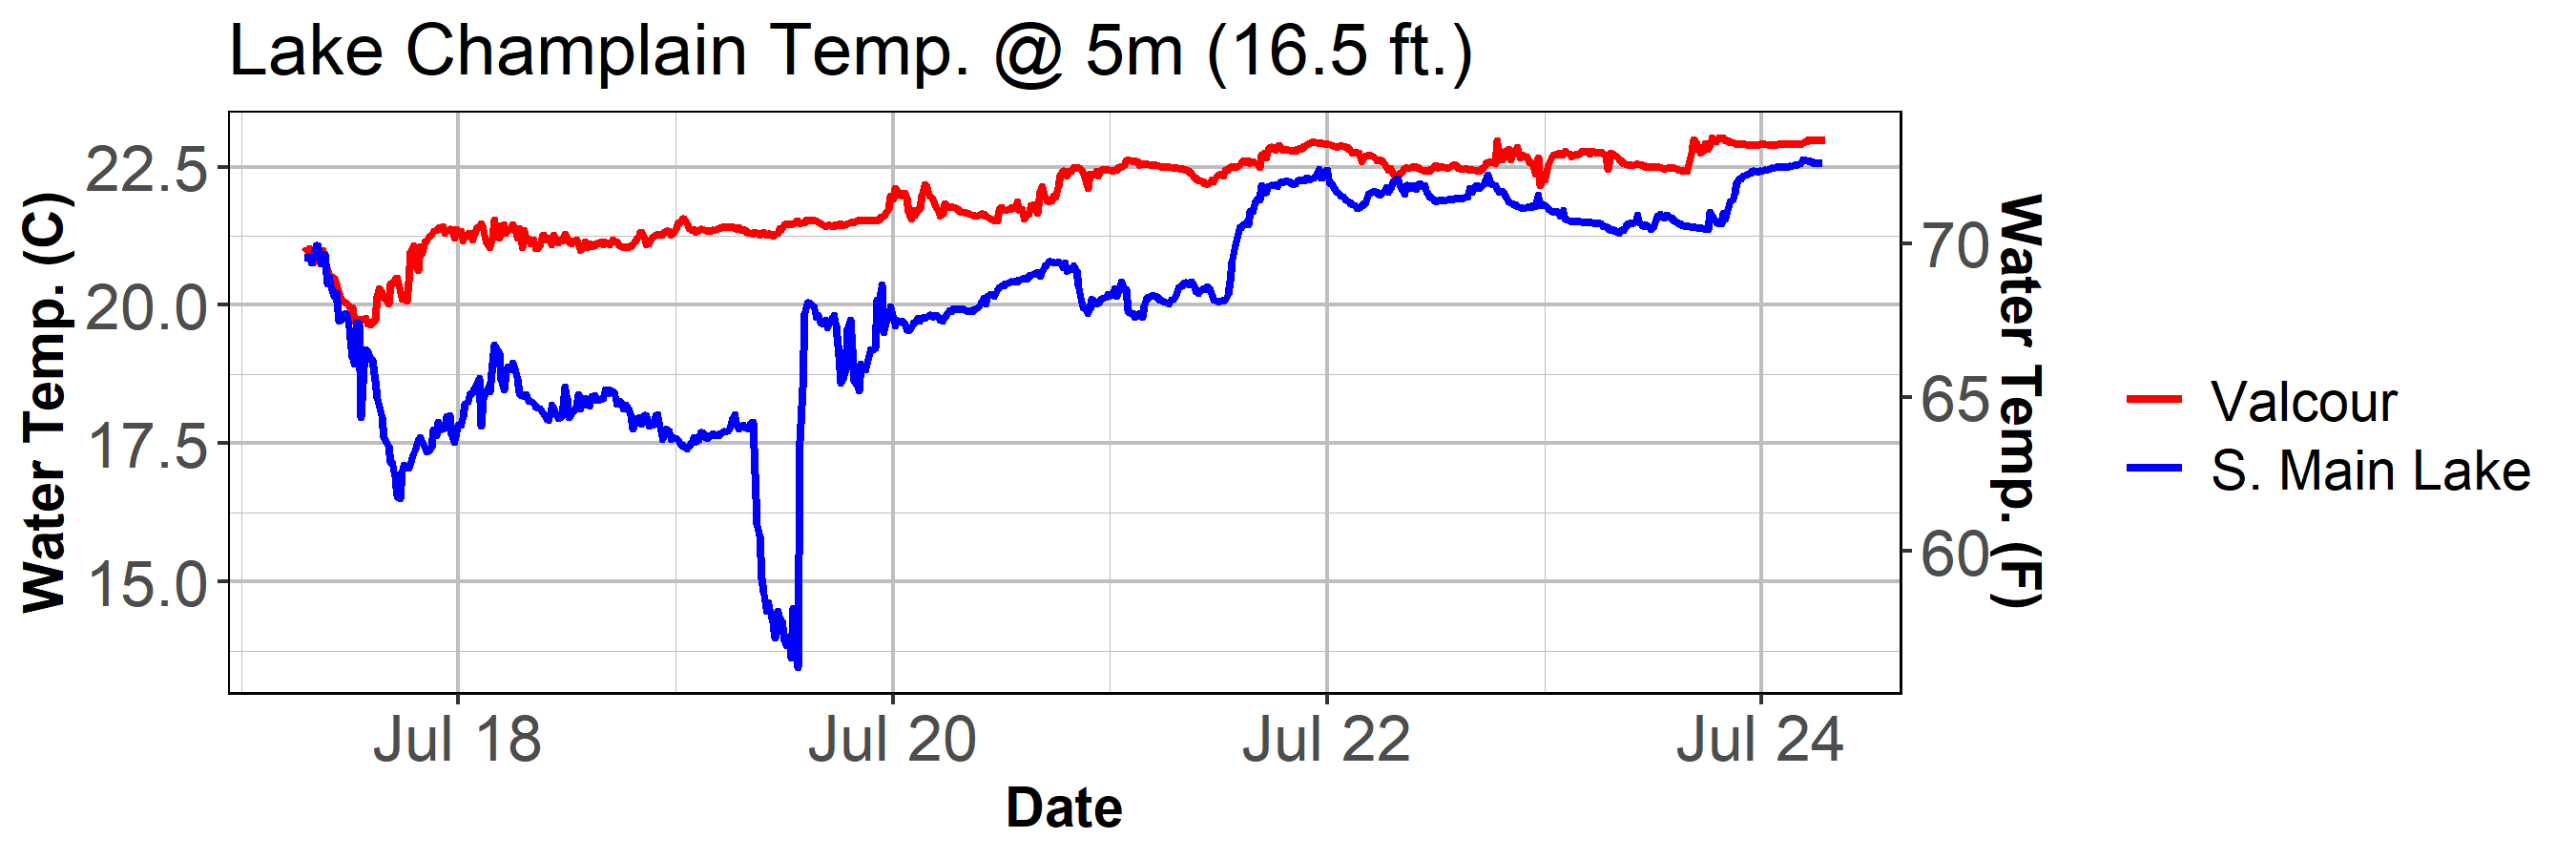 Lake Champlain Temp. @ 5m (16.5 ft.)
Water Temp. (C)
22.5
20.0
17.5
15.0
70
65
60
Water Temp. (F)
Valcour
S. Main Lake
Jul 18
Jul 20
Jul 22
Jul 24
Date